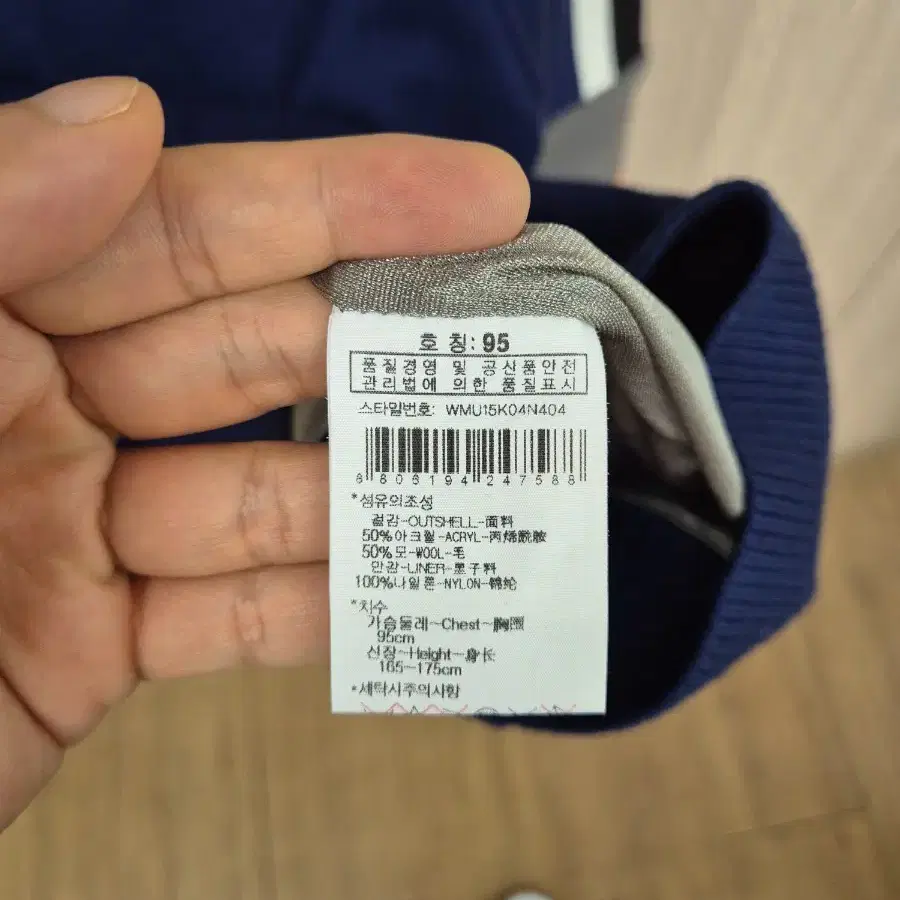 호 칭: 95
품질경영 및 공산품안전
관리법에 의한 품질표시
스타일번호: WMU15K04N404
8 806194 247588
*섬유의조성
겉감-OUTSHELL-面料
50%아크릴-ACRYL-丙烯酰胺
50%모-WOOL-毛
안감-LINER-里子料
100%나일론-NYLON-锦纶
*치수
가슴둘레~Chest~胸围
95cm
신장~Height~身长
165~175cm
*세탁시주의사항